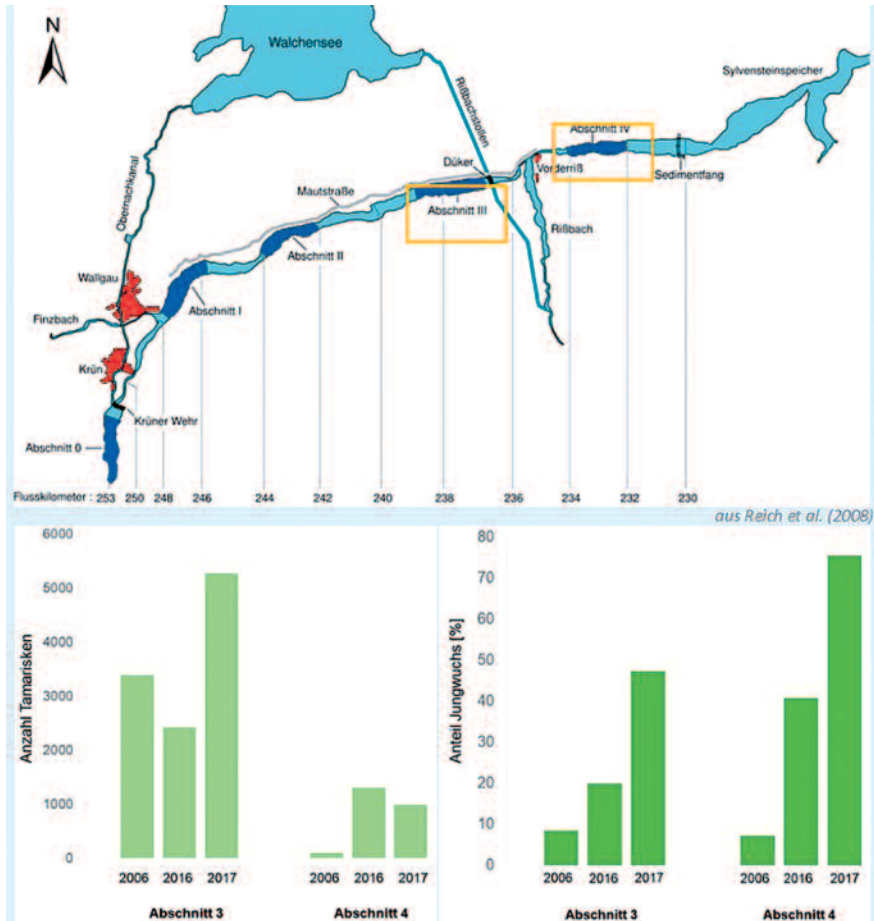 N
Walchensee
Sylvensteinspeicher
Rißbachstollen
Obernachkanal
Abschnitt IV
Düker
Vorderriß
Sedimentfang
Mautstraße
Abschnitt III
Rißbach
Abschnitt II
Wallgau
Abschnitt I
Finzbach
Krün
Krüner Wehr
Abschnitt 0
Flusskilometer : 253 250 248 246 244 242 240 238 236 234 232 230
aus Reich et al. (2008)
Anzahl Tamarisken
6000
5000
4000
3000
2000
1000
0
2006 2016 2017 2006 2016 2017
Abschnitt 3 Abschnitt 4
Anteil Jungwuchs [%]
80
70
60
50
40
30
20
10
0
2006 2016 2017 2006 2016 2017
Abschnitt 3 Abschnitt 4